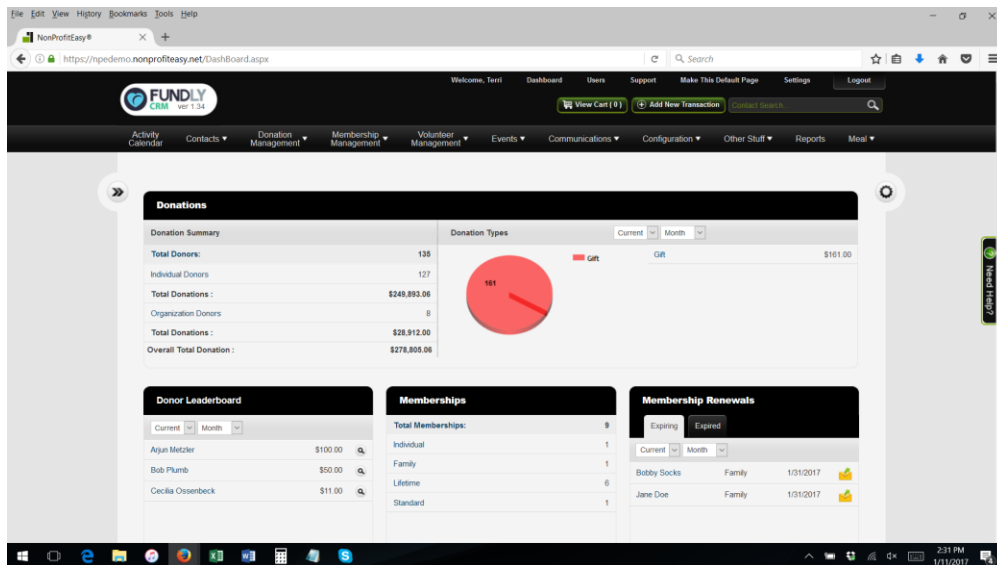 File Edit View History Bookmarks Tools Help
NonProfitEasy®
https://npedemo.nonprofiteasy.net/DashBoard.aspx
Search
Welcome, Terri Dashboard Users Support Make This Default Page Settings Logout
FUNDLY
CRM ver 1.34
View Cart ( 0 ) Add New Transaction Contact Search...
Activity Calendar Contacts Donation Management Membership Management Volunteer Management Events Communications Configuration Other Stuff Reports Meal
Donations
Donation Summary Donation Types Current Month
Total Donors: 135
Gift
Gift $161.00
Individual Donors 127
161
Total Donations : $249,893.06
Organization Donors 8
Total Donations : $28,912.00
Overall Total Donation : $278,805.06
Need Help?
Donor Leaderboard
Current Month
Arjun Metzler $100.00
Bob Plumb $50.00
Cecilia Ossenbeck $11.00
Memberships
Total Memberships: 9
Individual 1
Family 1
Lifetime 6
Standard 1
Membership Renewals
Expiring Expired
Current Month
Bobby Socks Family 1/31/2017
Jane Doe Family 1/31/2017
2:31 PM
1/11/2017